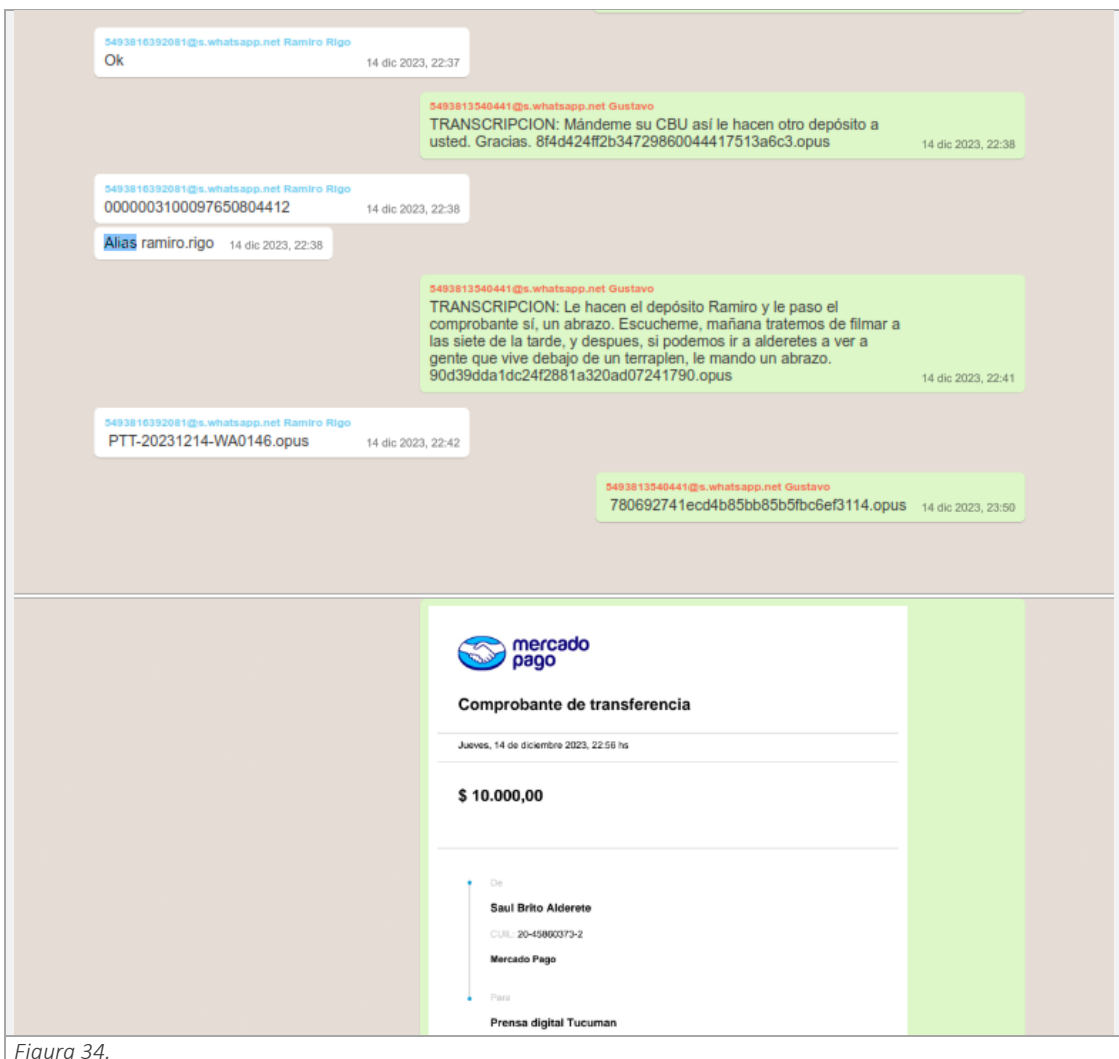 5493816392081@s.whatsapp.net Ramiro Rigo
Ok
14 dic 2023, 22:37
5493813540441@s.whatsapp.net Gustavo
TRANSCRIPCION: Mándeme su CBU así le hacen otro depósito a
usted. Gracias. 8f4d424ff2b34729860044417513a6c3.opus
14 dic 2023, 22:38
5493816392081@s.whatsapp.net Ramiro Rigo
0000003100097650804412
14 dic 2023, 22:38
Alias ramiro.rigo 14 dic 2023, 22:38
5493813540441@s.whatsapp.net Gustavo
TRANSCRIPCION: Le hacen el depósito Ramiro y le paso el
comprobante sí, un abrazo. Escucheme, mañana tratemos de filmar a
las siete de la tarde, y despues, si podemos ir a alderetes a ver a
gente que vive debajo de un terraplen, le mando un abrazo.
90d39dda1dc24f2881a320ad07241790.opus
14 dic 2023, 22:41
5493816392081@s.whatsapp.net Ramiro Rigo
PTT-20231214-WA0146.opus
14 dic 2023, 22:42
5493813540441@s.whatsapp.net Gustavo
780692741ecd4b85bb85b5fbc6ef3114.opus 14 dic 2023, 23:50
mercado
pago
Comprobante de transferencia
Jueves, 14 de diciembre 2023, 22:56 hs
$ 10.000,00
De
Saul Brito Alderete
CUIL: 20-45860373-2
Mercado Pago
Para
Prensa digital Tucuman
Figura 34.